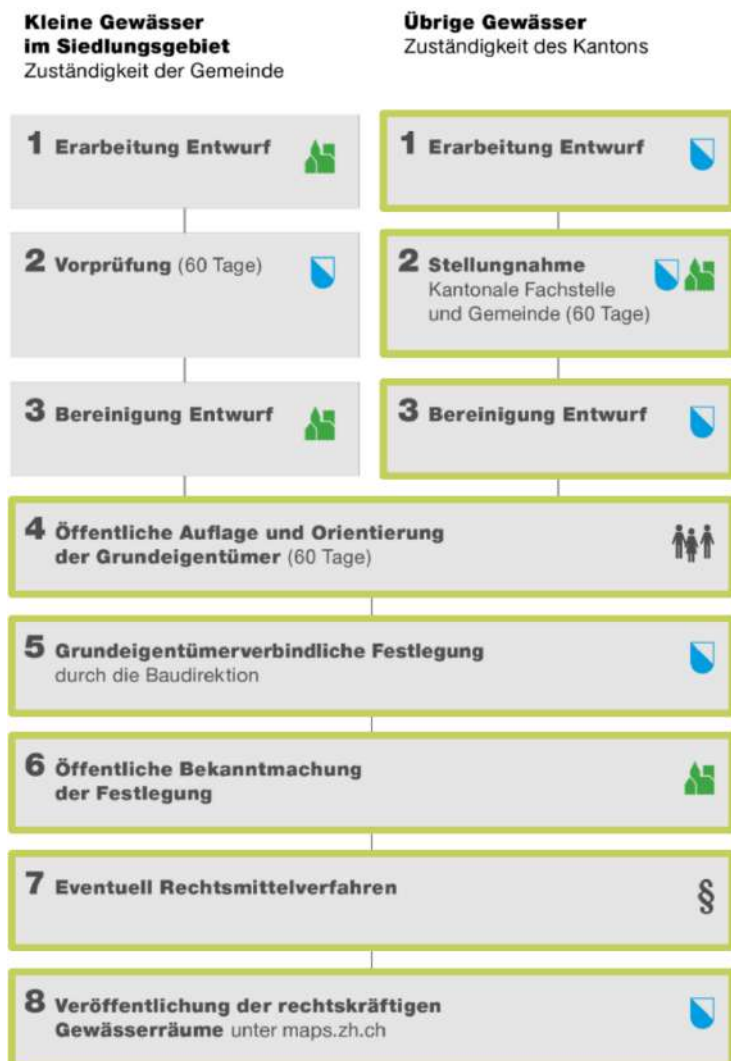 Kleine Gewässer
im Siedlungsgebiet
Zuständigkeit der Gemeinde
Übrige Gewässer
Zuständigkeit des Kantons
1 Erarbeitung Entwurf
1 Erarbeitung Entwurf
2 Vorprüfung (60 Tage)
2 Stellungnahme
Kantonale Fachstelle
und Gemeinde (60 Tage)
3 Bereinigung Entwurf
3 Bereinigung Entwurf
4 Öffentliche Auflage und Orientierung
der Grundeigentümer (60 Tage)
5 Grundeigentümerverbindliche Festlegung
durch die Baudirektion
6 Öffentliche Bekanntmachung
der Festlegung
7 Eventuell Rechtsmittelverfahren
§
8 Veröffentlichung der rechtskräftigen
Gewässerräume unter maps.zh.ch